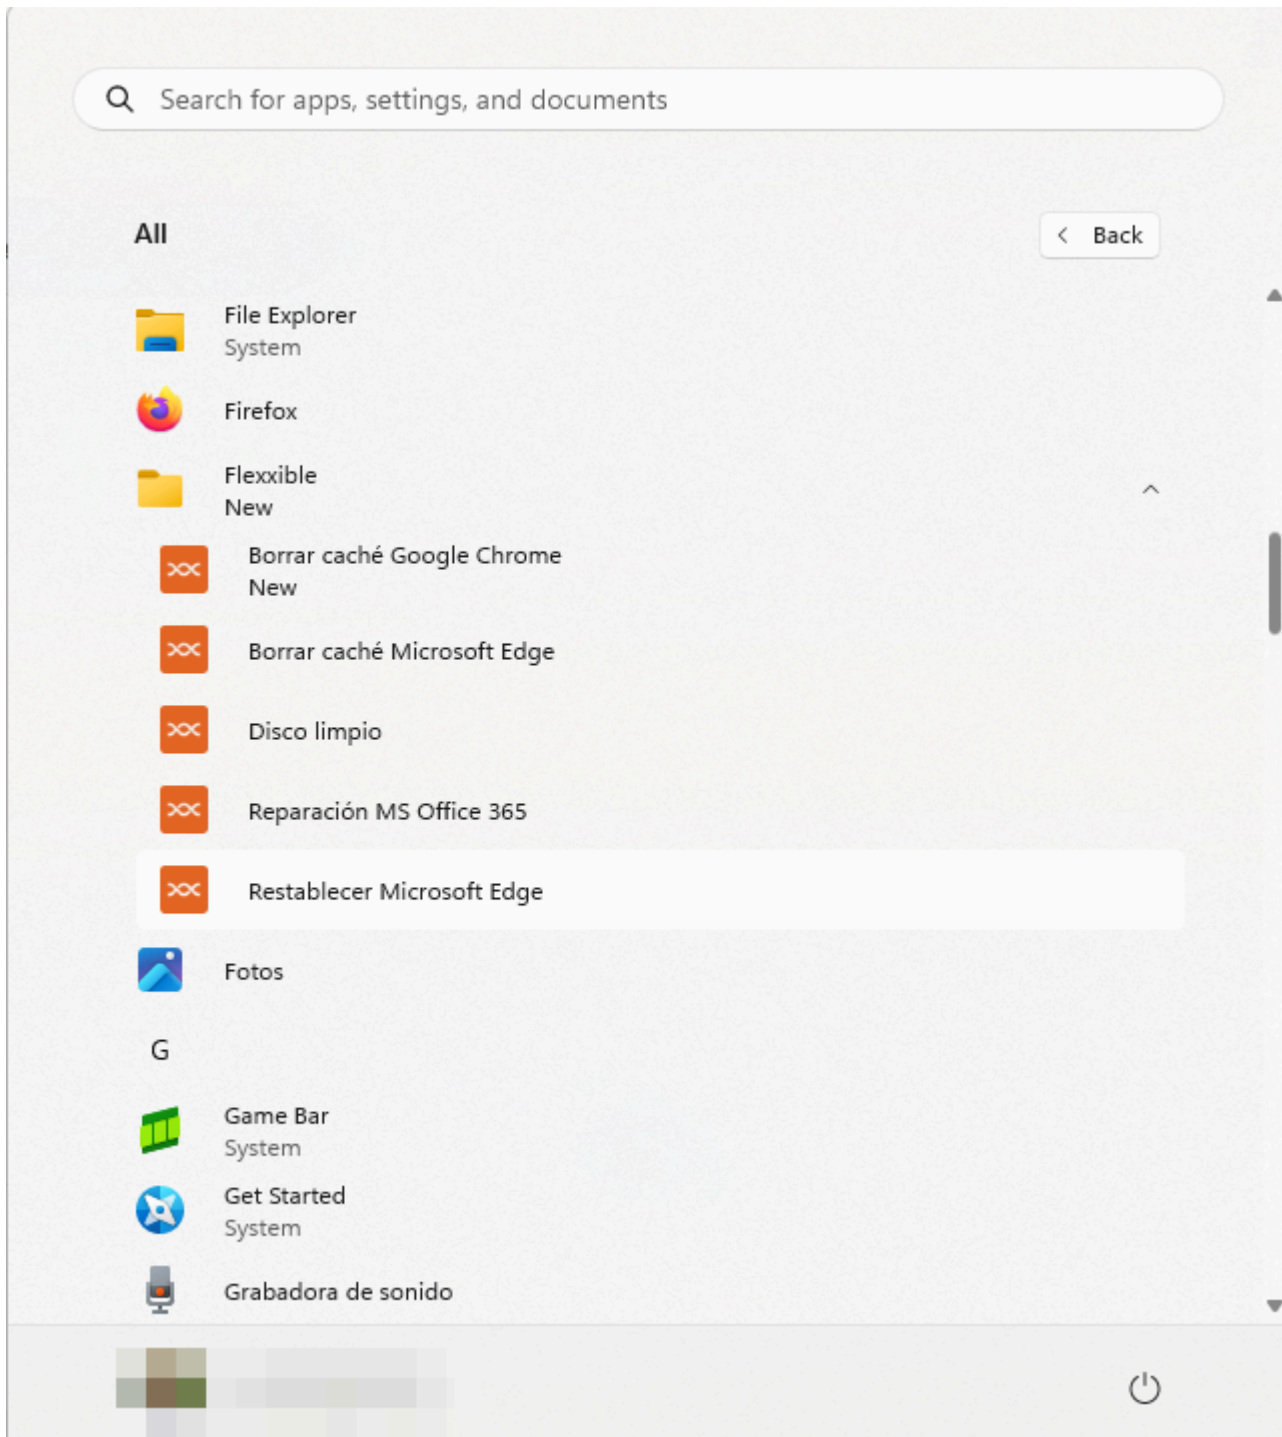 Search for apps, settings, and documents
All
Back
File Explorer
System
Firefox
Flexxible
New
Borrar caché Google Chrome
New
Borrar caché Microsoft Edge
Disco limpio
Reparación MS Office 365
Restablecer Microsoft Edge
Fotos
G
Game Bar
System
Get Started
System
Grabadora de sonido